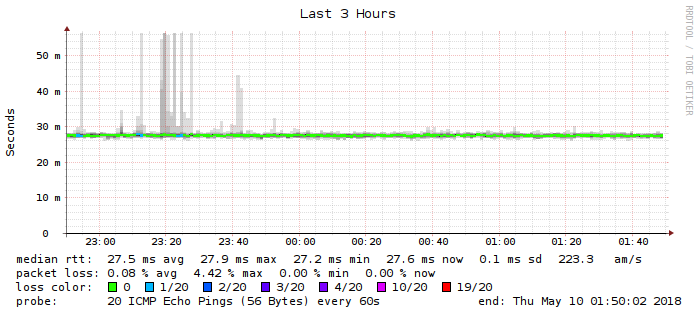 Last 3 Hours
RRDTOOL / TOBI OETIKER
Seconds
50 m
40 m
30 m
20 m
10 m
0
23:00 23:20 23:40 00:00 00:20 00:40 01:00 01:20 01:40
median rtt: 27.5 ms avg 27.9 ms max 27.2 ms min 27.6 ms now 0.1 ms sd 223.3 am/s
packet loss: 0.08 % avg 4.42 % max 0.00 % min 0.00 % now
loss color: 0 1/20 2/20 3/20 4/20 10/20 19/20
probe: 20 ICMP Echo Pings (56 Bytes) every 60s end: Thu May 10 01:50:02 2018